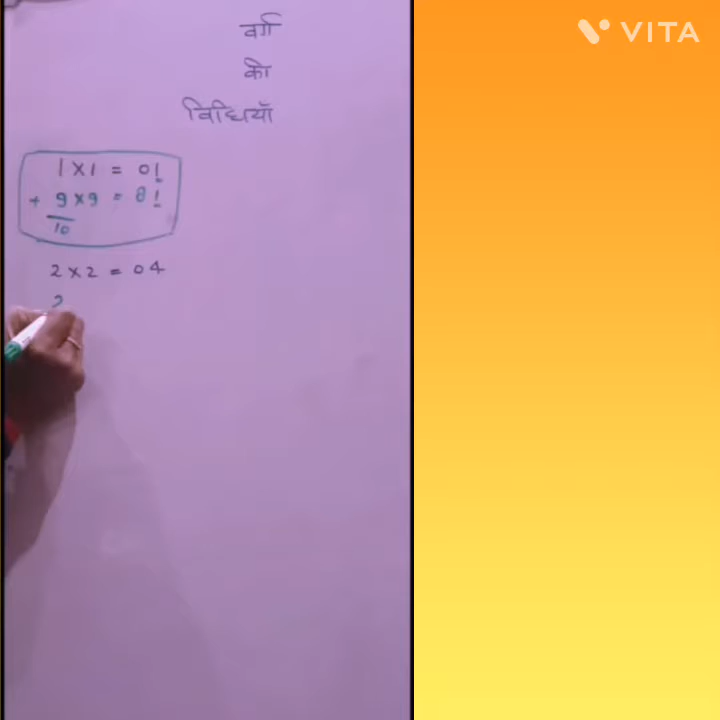 वर्ग
की
विधियाँ
1 x 1 = 01
+ 9 x 9 = 81
10
2 x 2 = 04
VITA